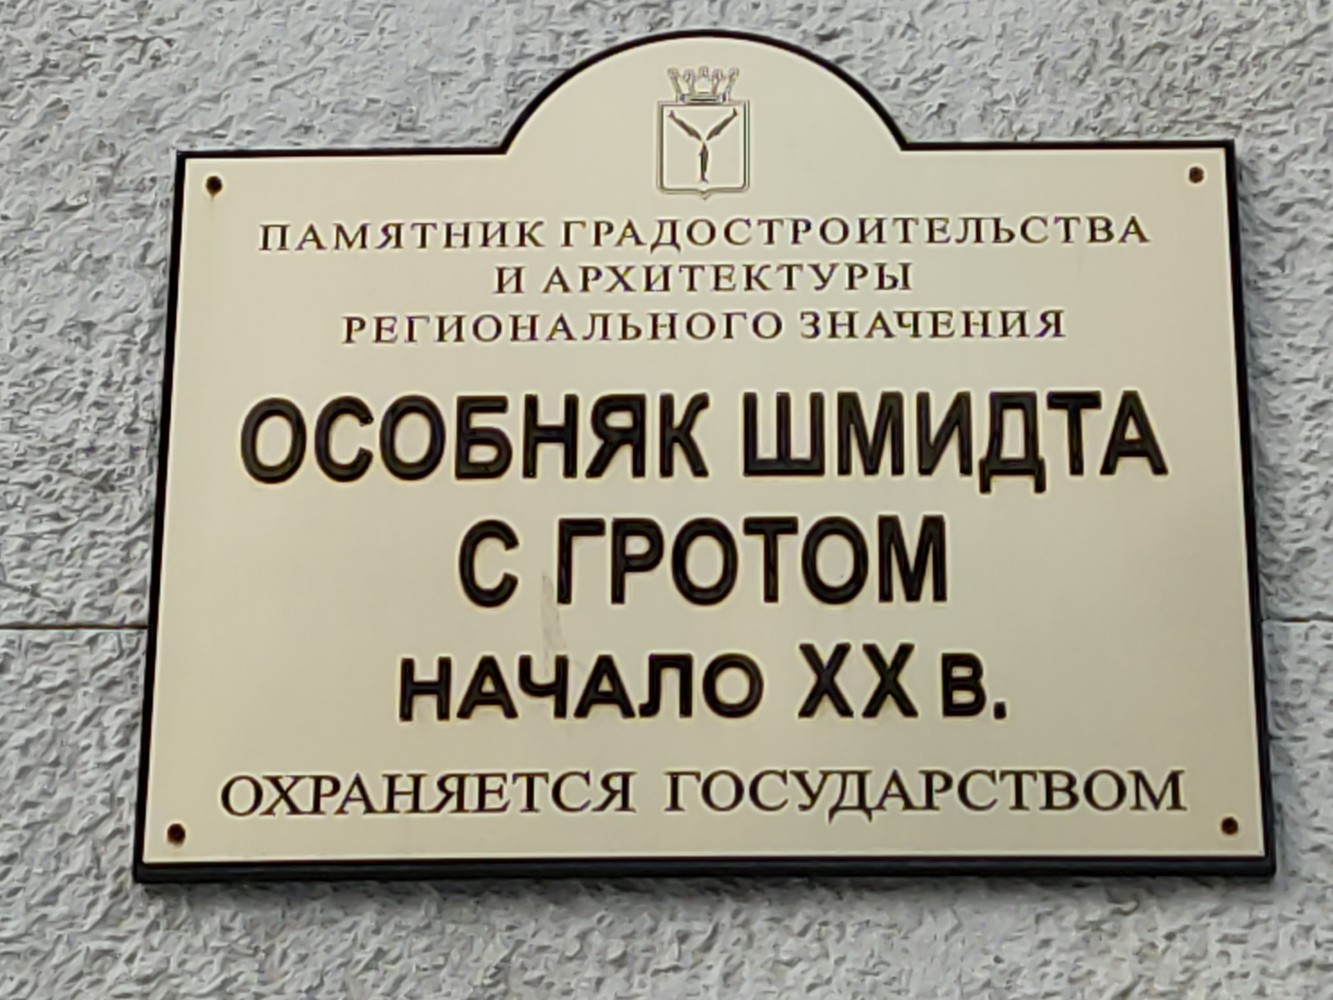 ПАМЯТНИК ГРАДОСТРОИТЕЛЬСТВА
И АРХИТЕКТУРЫ
РЕГИОНАЛЬНОГО ЗНАЧЕНИЯ
ОСОБНЯК ШМИДТА
С ГРОТОМ
НАЧАЛО XX В.
ОХРАНЯЕТСЯ ГОСУДАРСТВОМ